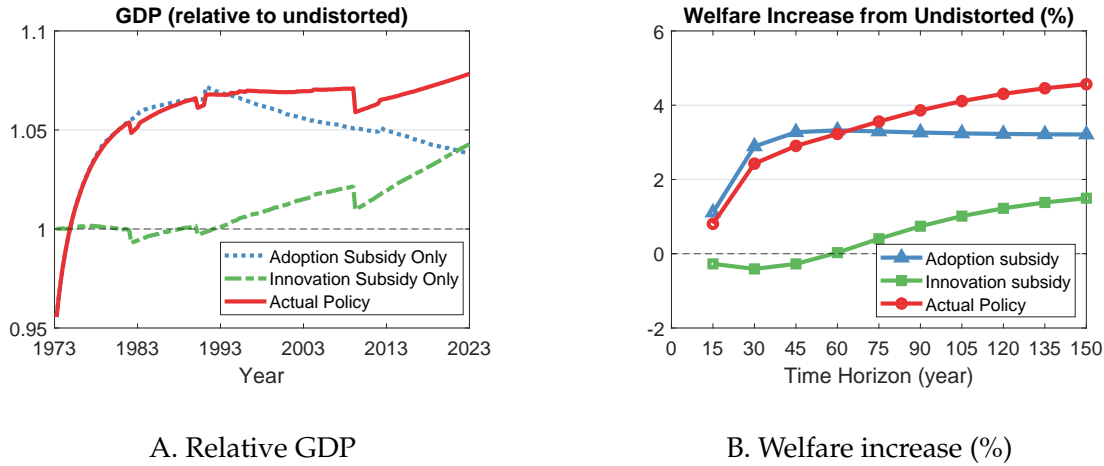 GDP (relative to undistorted)
1.1
1.05
1
0.95
1973 1983 1993 2003 2013 2023
Year
Adoption Subsidy Only
Innovation Subsidy Only
Actual Policy
A. Relative GDP
Welfare Increase from Undistorted (%)
6
4
2
0
-2
0 15 30 45 60 75 90 105 120 135 150
Time Horizon (year)
Adoption subsidy
Innovation subsidy
Actual Policy
B. Welfare increase (%)